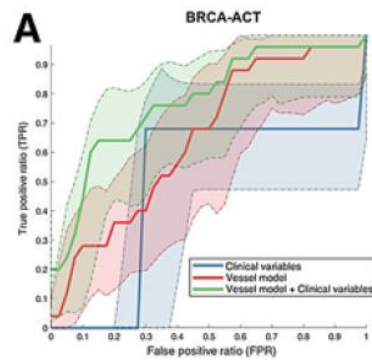 A
BRCA-ACT
True positive ratio (TPR)
0.9
0.8
0.7
0.6
0.5
0.4
0.3
0.2
0.1
0
0 0.1 0.2 0.3 0.4 0.5 0.6 0.7 0.8 0.9 1
False positive ratio (FPR)
Clinical variables
Vessel model
Vessel model + Clinical variables